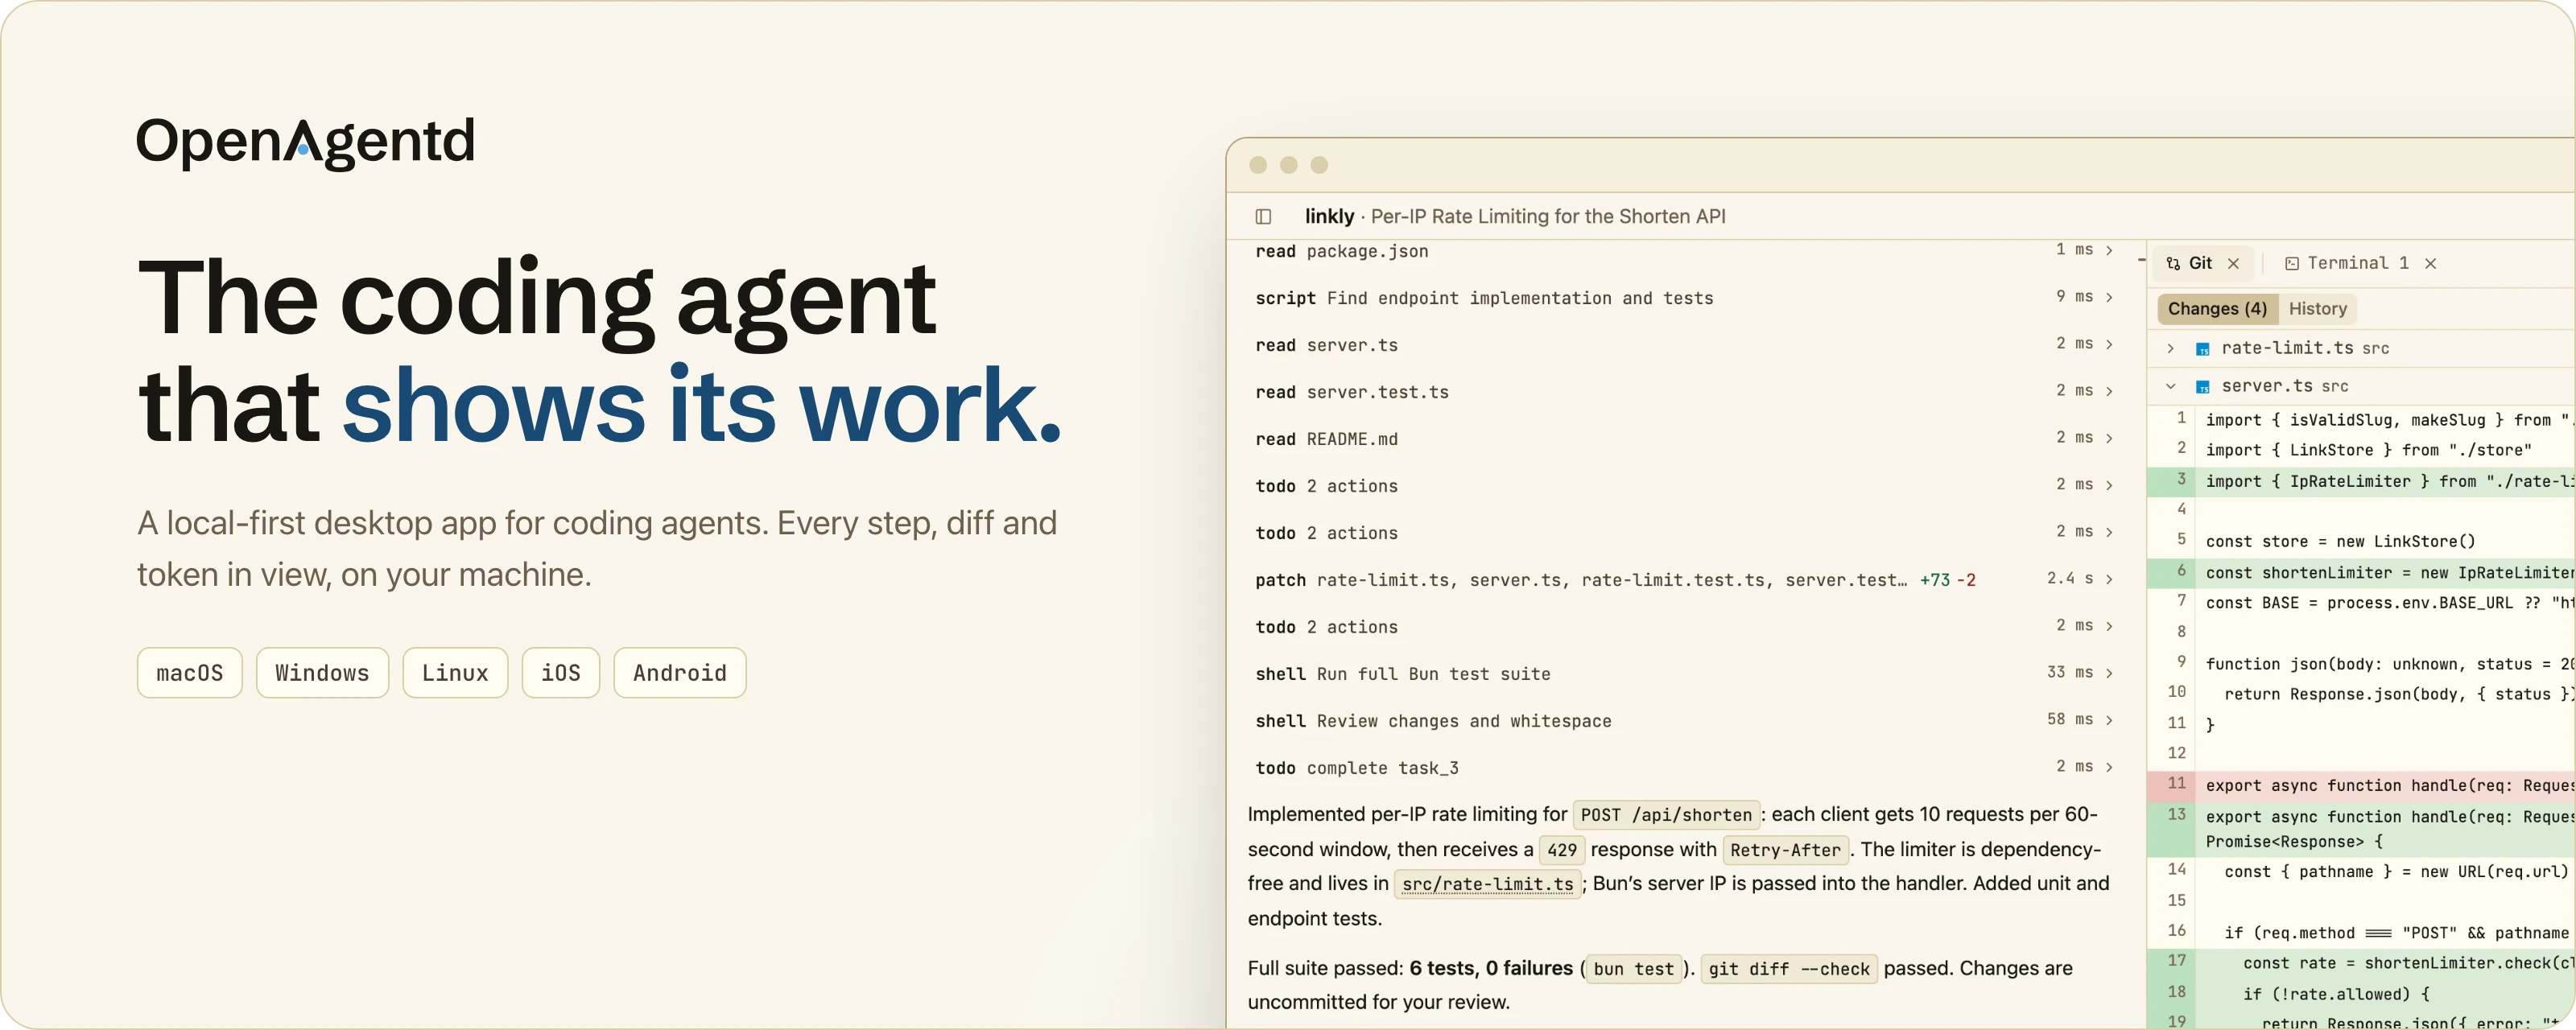 OpenAgentd
The coding agent
that shows its work.
A local-first desktop app for coding agents. Every step, diff and
token in view, on your machine.
macOS Windows Linux iOS Android
linkly · Per-IP Rate Limiting for the Shorten API
read package.json 1 ms
script Find endpoint implementation and tests 9 ms
read server.ts 2 ms
read server.test.ts 2 ms
read README.md 2 ms
todo 2 actions 2 ms
todo 2 actions 2 ms
patch rate-limit.ts, server.ts, rate-limit.test.ts, server.test… +73 -2 2.4 s
todo 2 actions 2 ms
shell Run full Bun test suite 33 ms
shell Review changes and whitespace 58 ms
todo complete task_3 2 ms
Implemented per-IP rate limiting for POST /api/shorten: each client gets 10 requests per 60-
second window, then receives a 429 response with Retry-After. The limiter is dependency-
free and lives in src/rate-limit.ts; Bun's server IP is passed into the handler. Added unit and
endpoint tests.
Full suite passed: 6 tests, 0 failures (bun test). git diff --check passed. Changes are
uncommitted for your review.
Git Terminal 1
Changes (4) History
rate-limit.ts src
server.ts src
1 import { isValidSlug, makeSlug } from ".
2 import { LinkStore } from "./store"
3 import { IpRateLimiter } from "./rate-li
4
5 const store = new LinkStore()
6 const shortenLimiter = new IpRateLimiter
7 const BASE = process.env.BASE_URL ?? "ht
8
9 function json(body: unknown, status = 20
10 return Response.json(body, { status })
11 }
12
11 export async function handle(req: Reques
13 export async function handle(req: Reques
Promise<Response> {
14 const { pathname } = new URL(req.url)
15
16 if (req.method === "POST" && pathname
17 const rate = shortenLimiter.check(cl
18 if (!rate.allowed) {
19 return Response.json({ error: "t